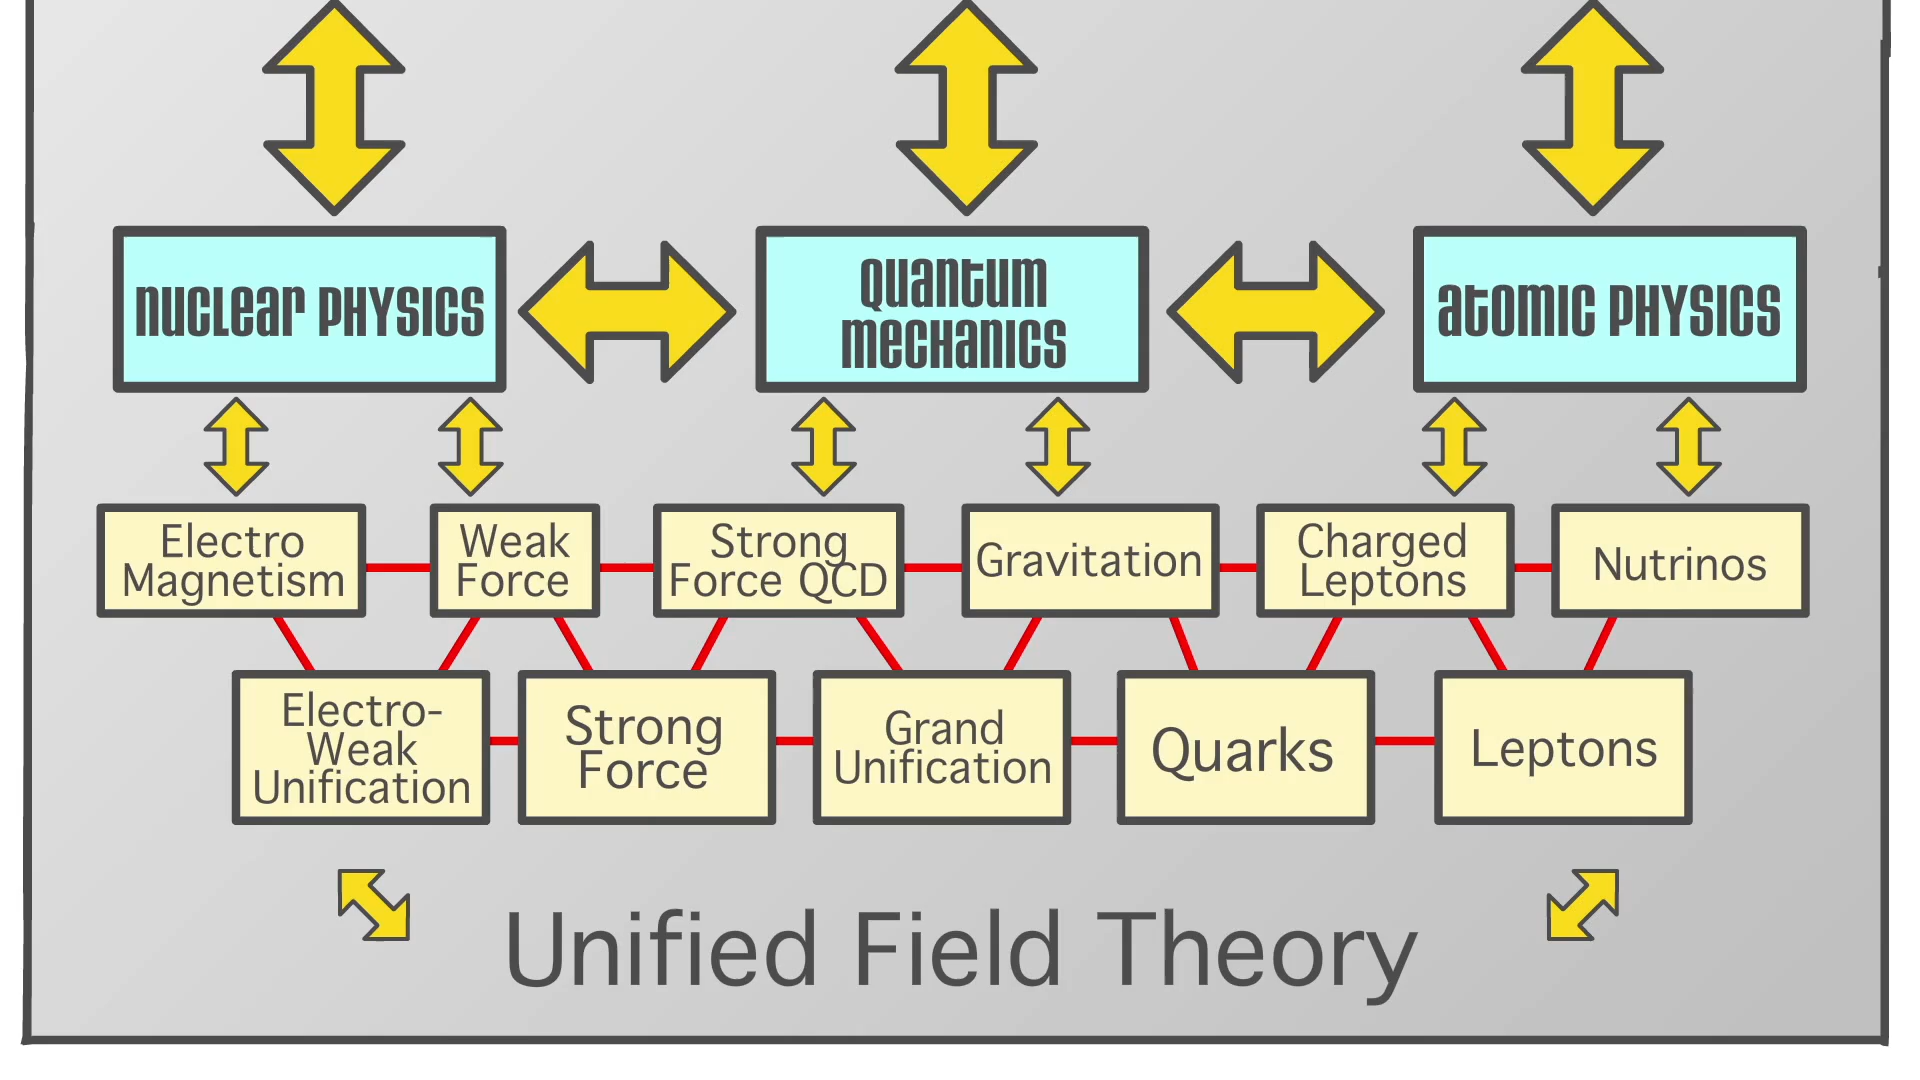 nuclear physics
quantum
mechanics
atomic physics
Electro
Magnetism
Weak
Force
Strong
Force QCD
Gravitation
Charged
Leptons
Nutrinos
Electro-
Weak
Unification
Strong
Force
Grand
Unification
Quarks
Leptons
Unified Field Theory